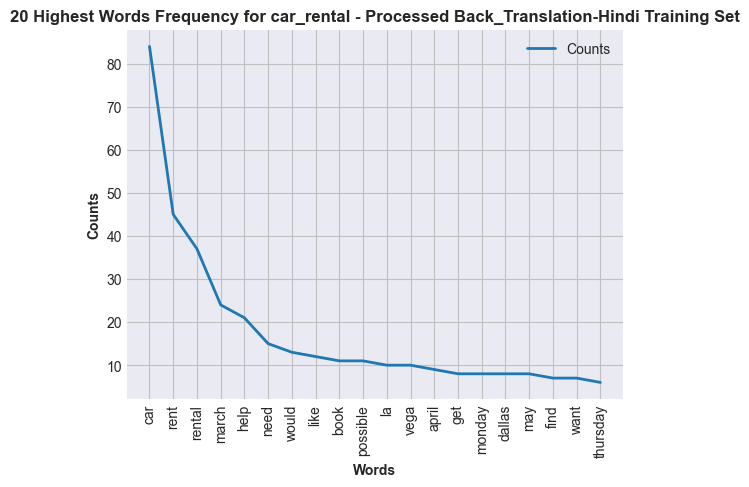 20 Highest Words Frequency for car_rental - Processed Back_Translation-Hindi Training Set
Counts
80
70
60
50
40
30
20
10
Counts
car
rent
rental
march
help
need
would
like
book
possible
la
vega
april
get
monday
dallas
may
find
want
thursday
Words